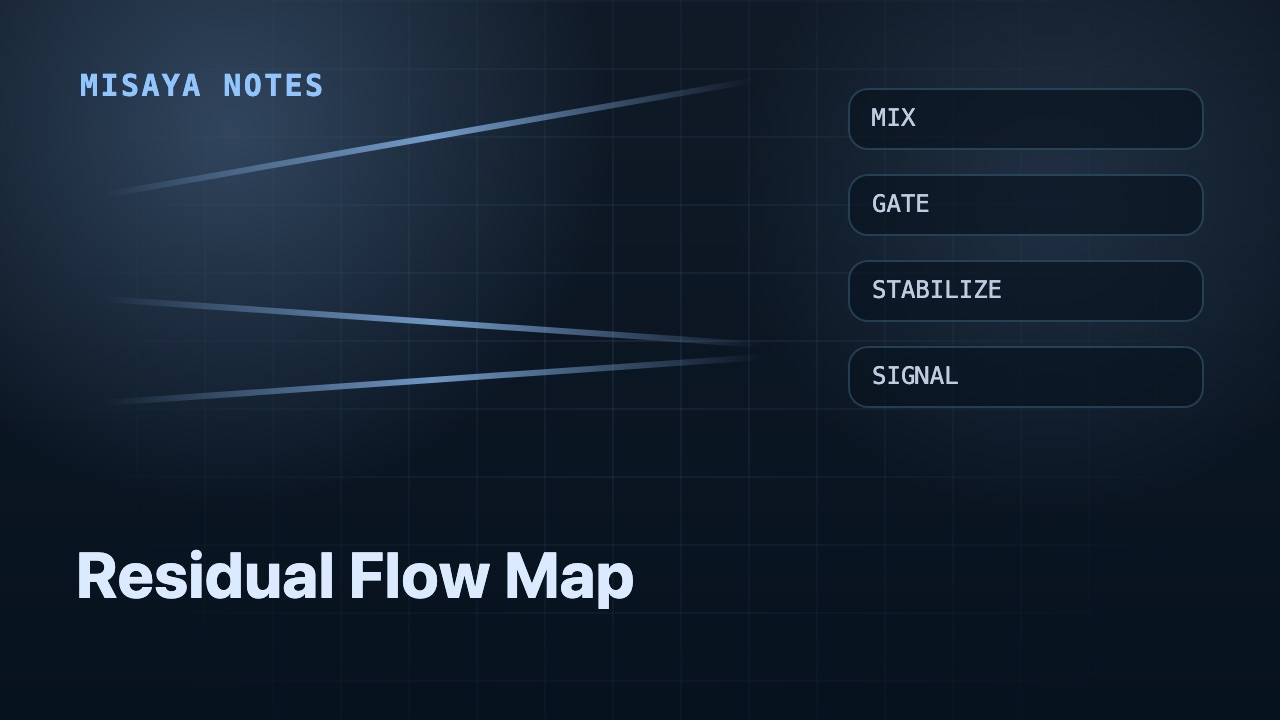 MISAYA NOTES
MIX
GATE
STABILIZE
SIGNAL
Residual Flow Map